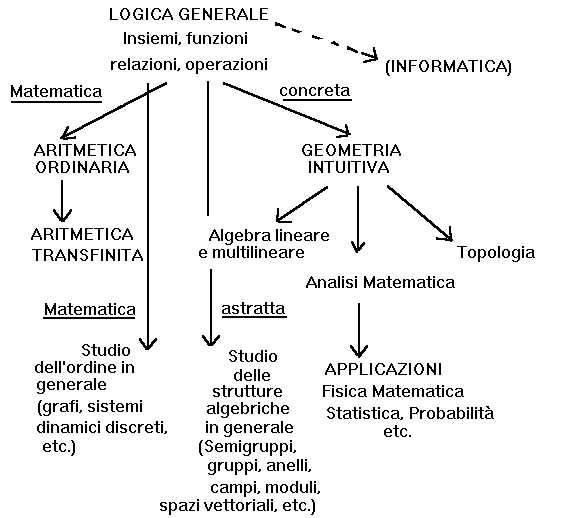 LOGICA GENERALE
Insiemi, funzioni
relazioni, operazioni
(INFORMATICA)
Matematica
concreta
ARITMETICA
ORDINARIA
GEOMETRIA
INTUITIVA
ARITMETICA
TRANSFINITA
Algebra lineare
e multilineare
Topologia
Analisi Matematica
Matematica
astratta
Studio
dell'ordine in
generale
(grafi, sistemi
dinamici discreti,
etc.)
Studio
delle
strutture
algebriche
in generale
(Semigruppi,
gruppi, anelli,
campi, moduli,
spazi vettoriali, etc.)
APPLICAZIONI
Fisica Matematica
Statistica, Probabilità
etc.